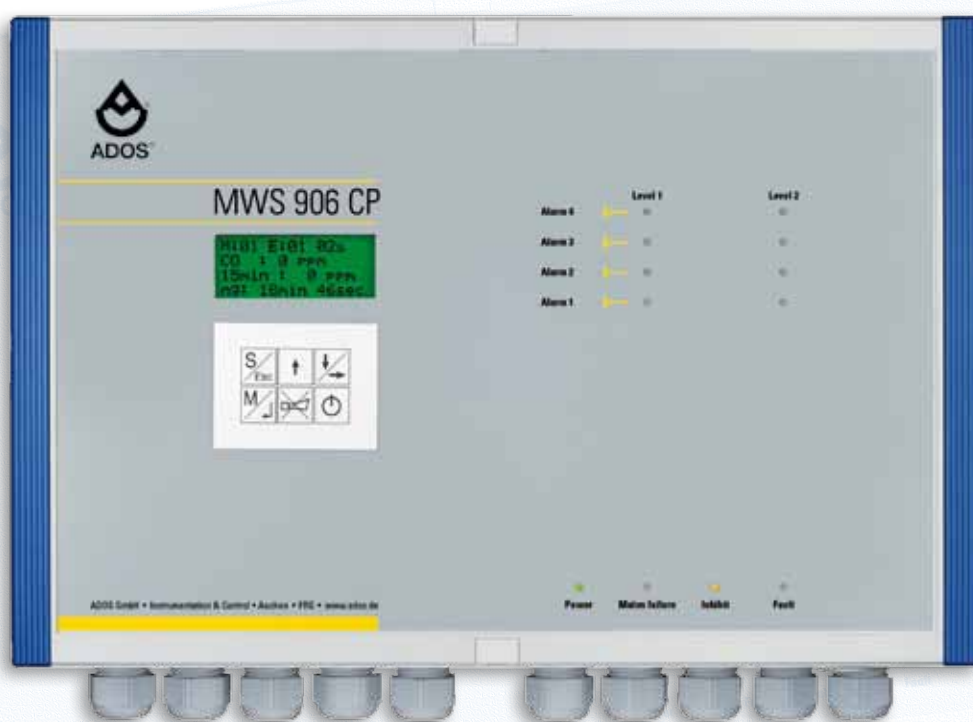 ADOS®
MWS 906 CP
M:01 E:01 02s
CO : 0 ppm
15min : 0 ppm
ng: 18min 46sec
S/Esc
M
Level 1 Level 2
Alarm 4
Alarm 3
Alarm 2
Alarm 1
Power Mains failure Inhibit Fault
ADOS GmbH • Instrumentation & Control • Aachen • FRG • www.ados.de